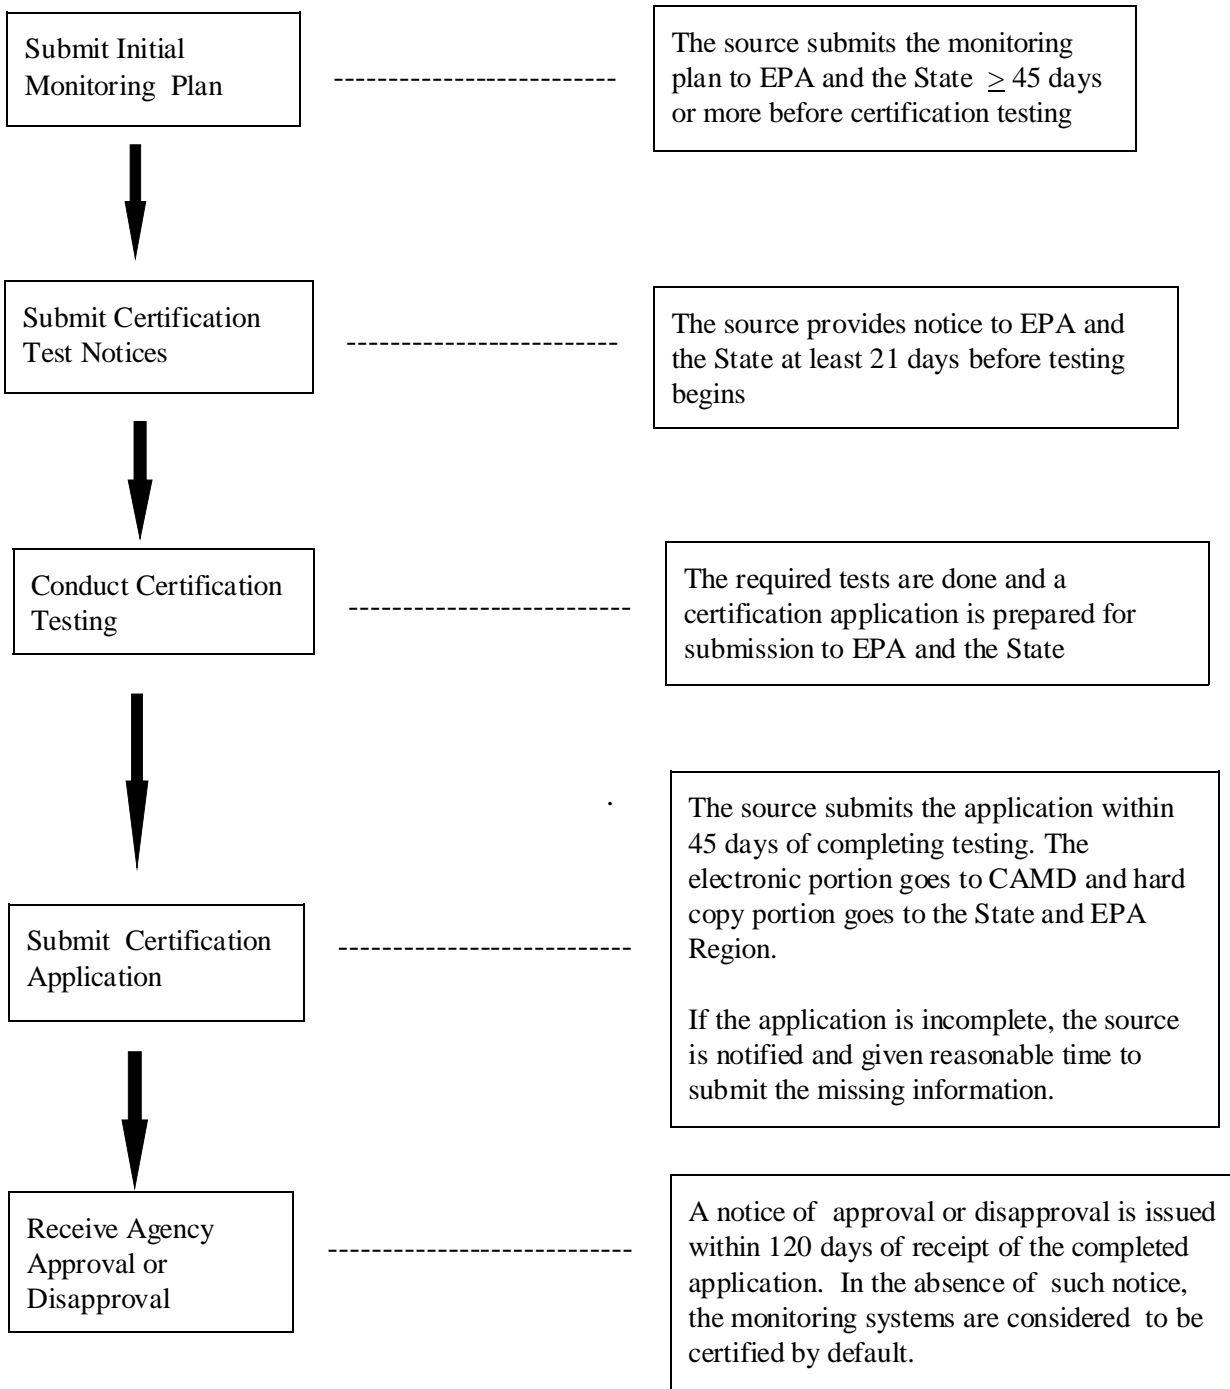 Submit Initial
Monitoring Plan
The source submits the monitoring
plan to EPA and the State ≥ 45 days
or more before certification testing
Submit Certification
Test Notices
The source provides notice to EPA and
the State at least 21 days before testing
begins
Conduct Certification
Testing
The required tests are done and a
certification application is prepared for
submission to EPA and the State
Submit Certification
Application
The source submits the application within
45 days of completing testing. The
electronic portion goes to CAMD and hard
copy portion goes to the State and EPA
Region.
If the application is incomplete, the source
is notified and given reasonable time to
submit the missing information.
Receive Agency
Approval or
Disapproval
A notice of approval or disapproval is issued
within 120 days of receipt of the completed
application. In the absence of such notice,
the monitoring systems are considered to be
certified by default.